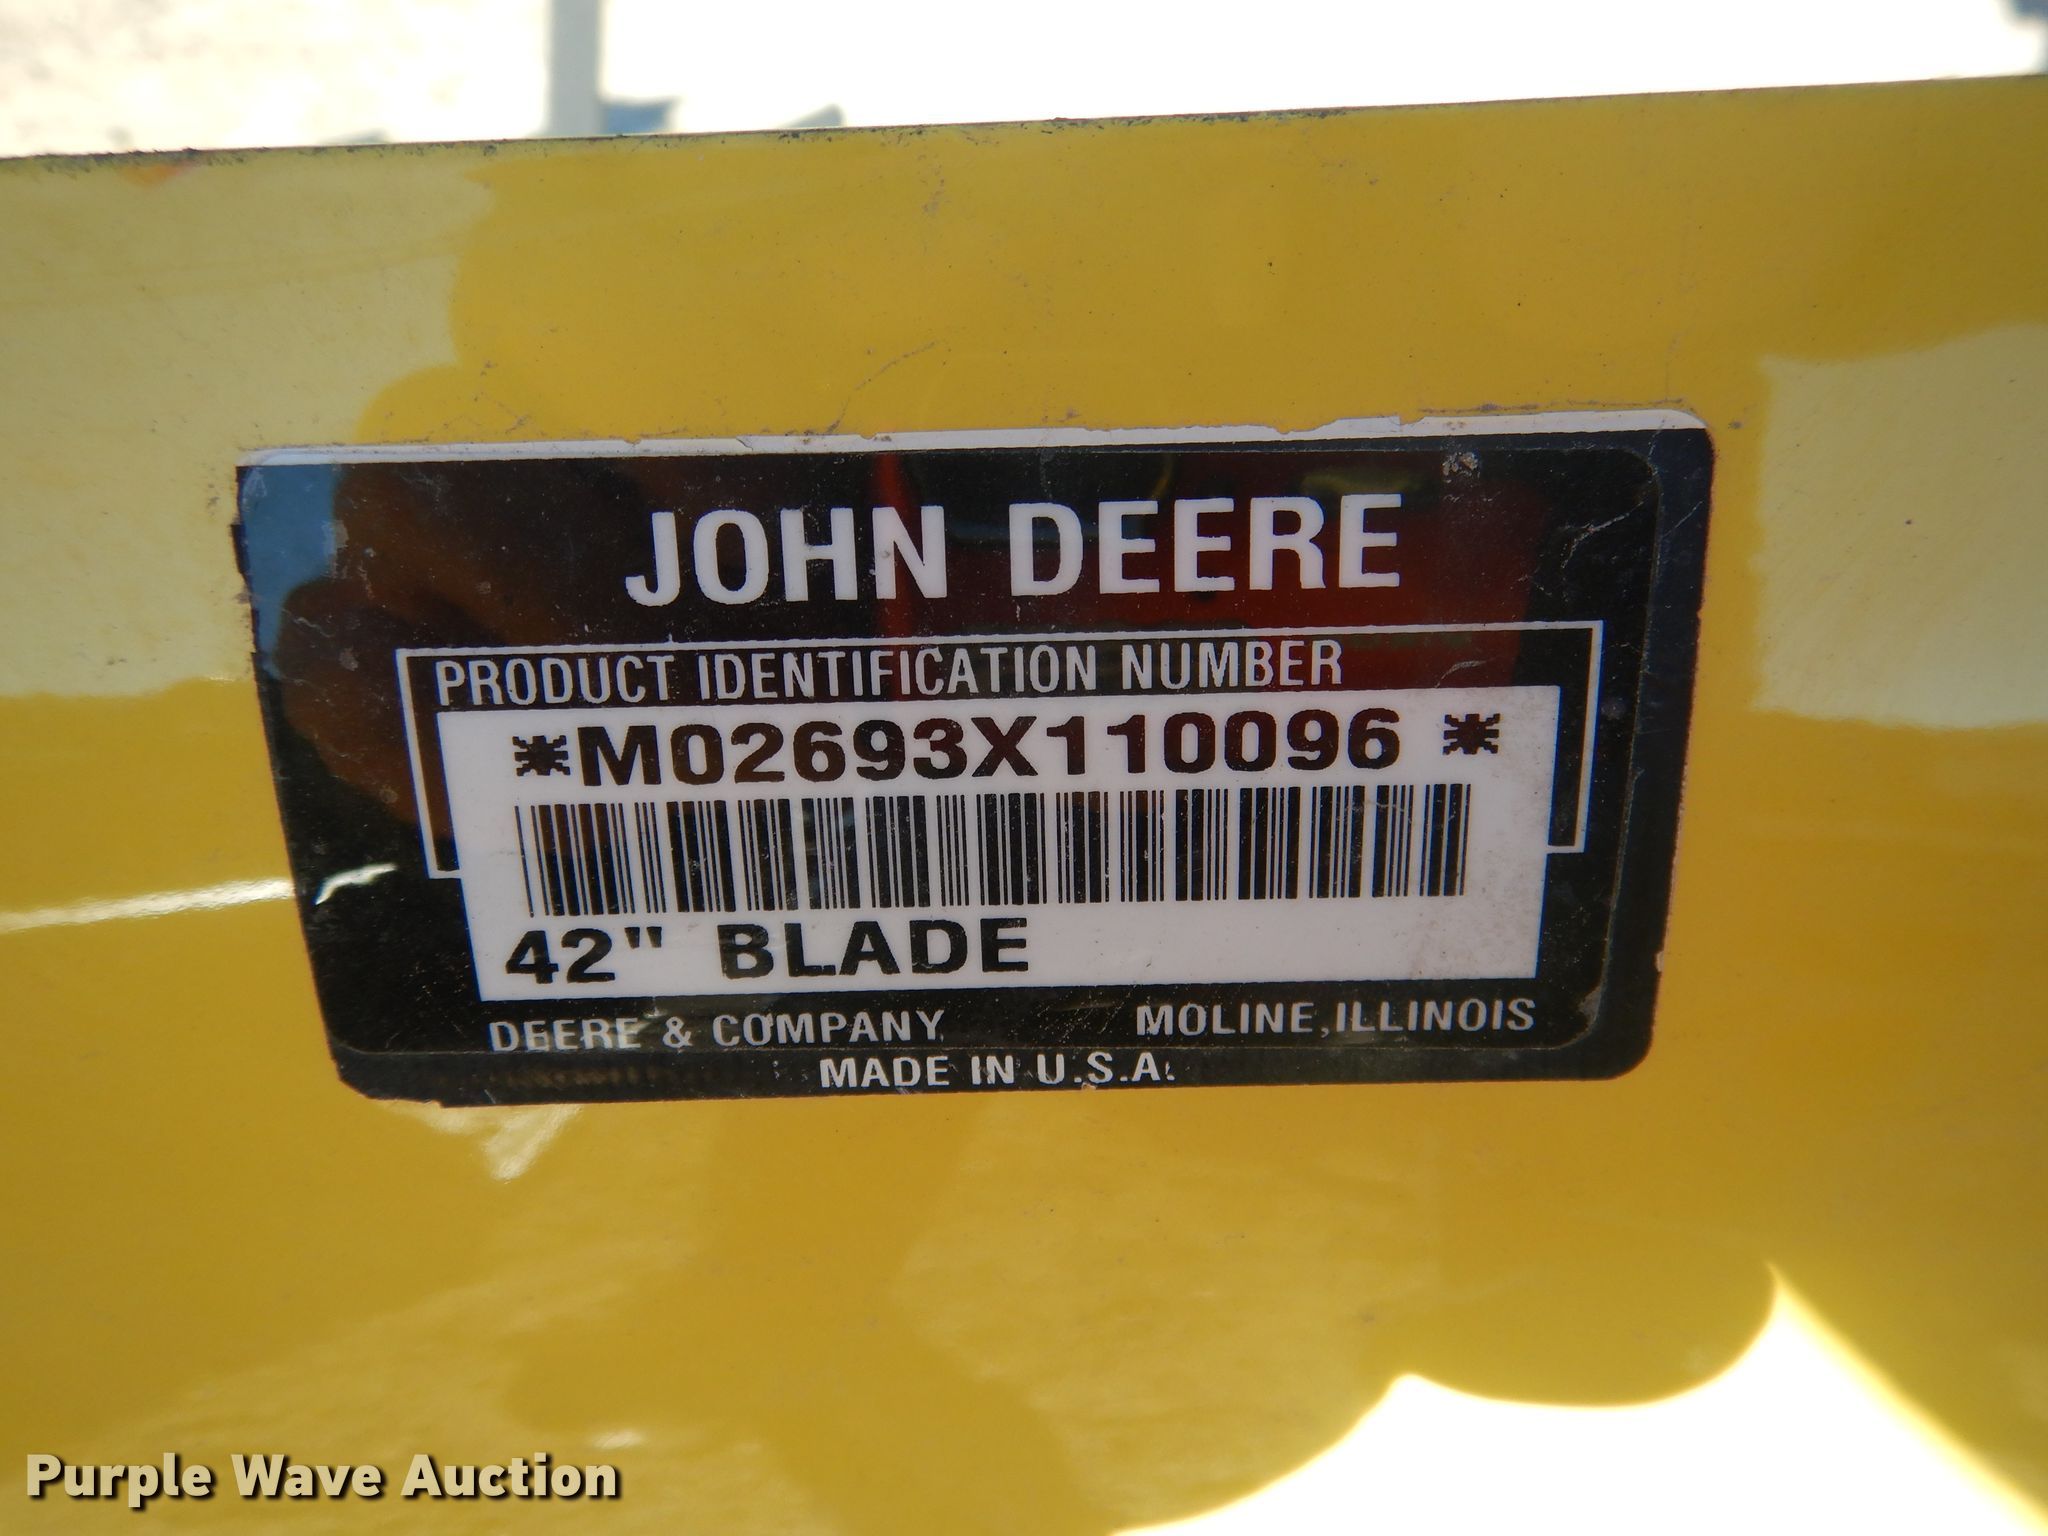 JOHN DEERE
PRODUCT IDENTIFICATION NUMBER
*M02693X110096 *
42" BLADE
DEERE & COMPANY MOLINE, ILLINOIS
MADE IN U.S.A.
Purple Wave Auction